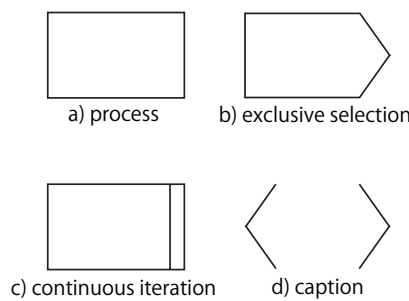 a) process
b) exclusive selection
c) continuous iteration
d) caption